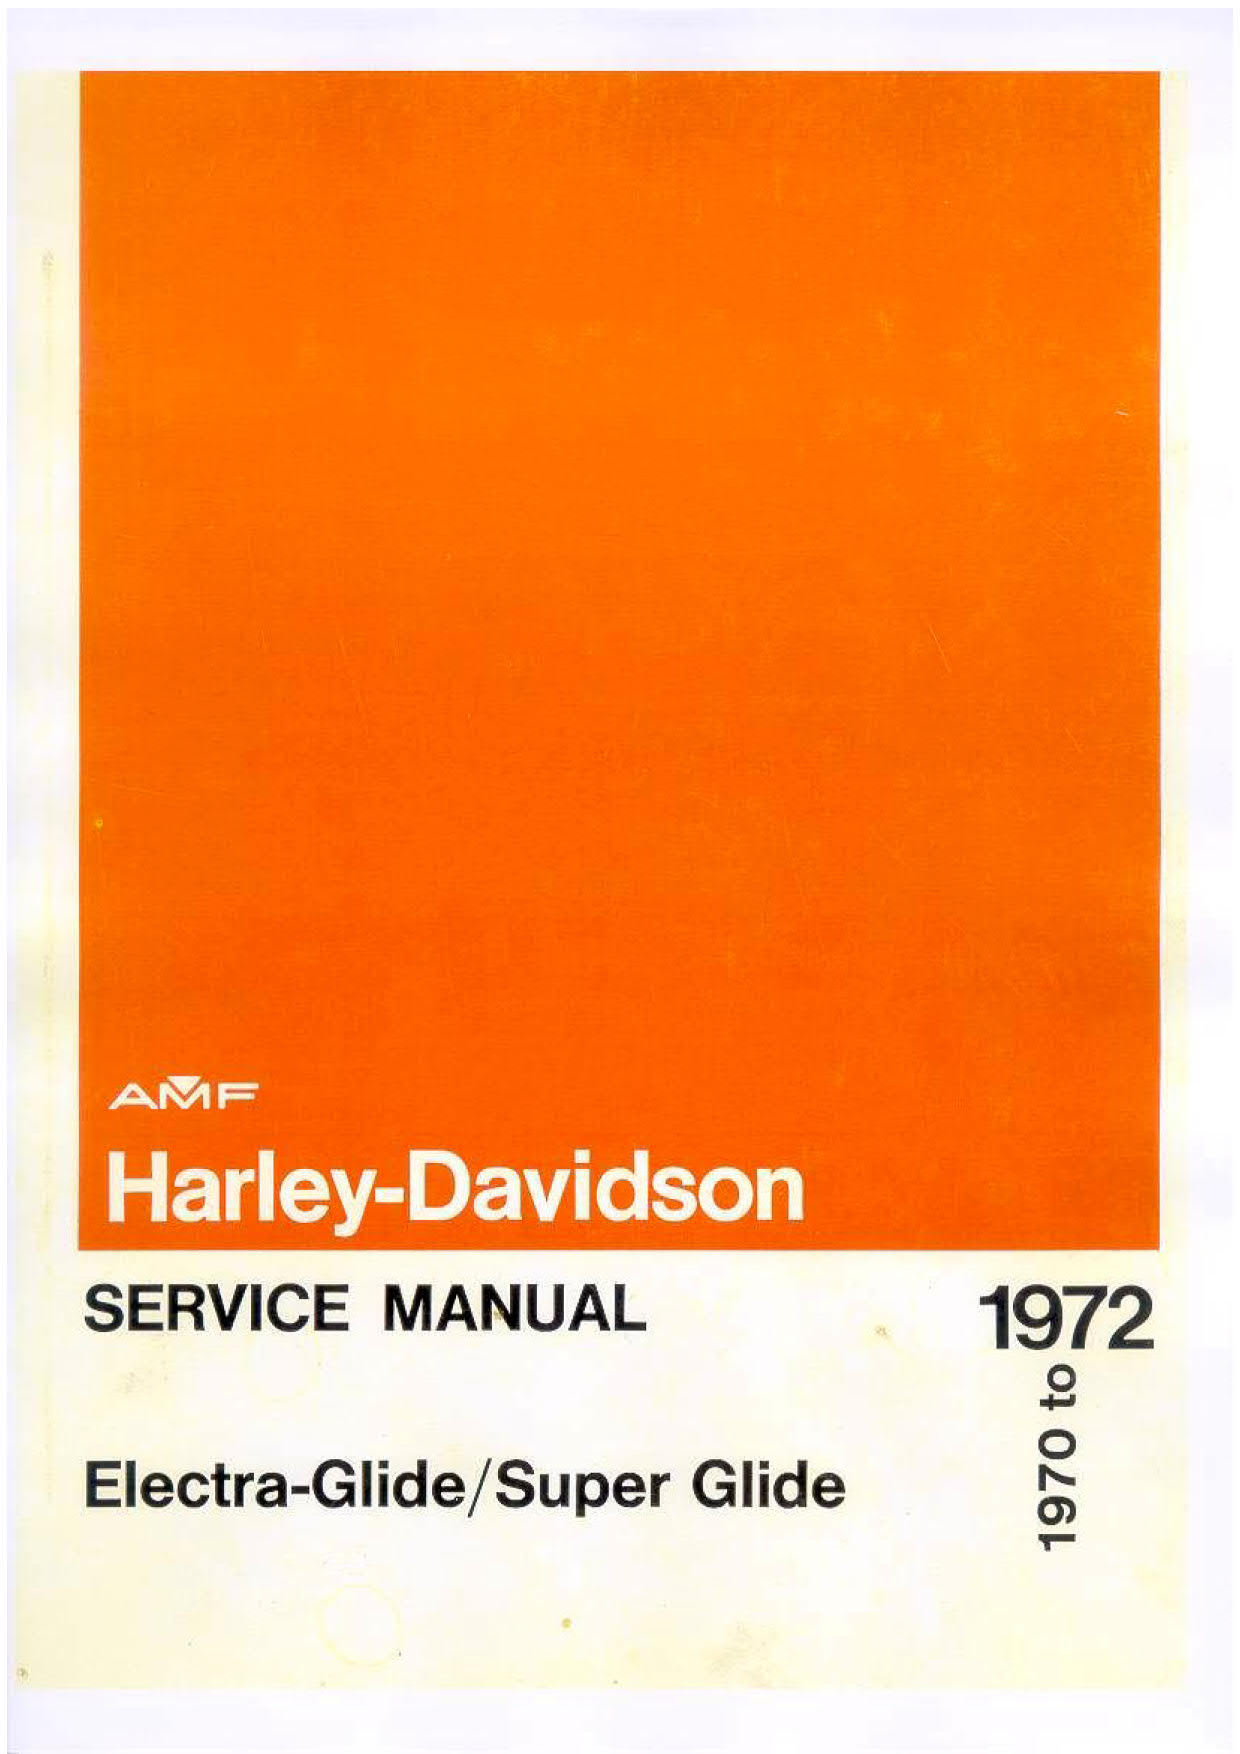 AMF
Harley-Davidson
SERVICE MANUAL
1972
1970 to
Electra-Glide/Super Glide